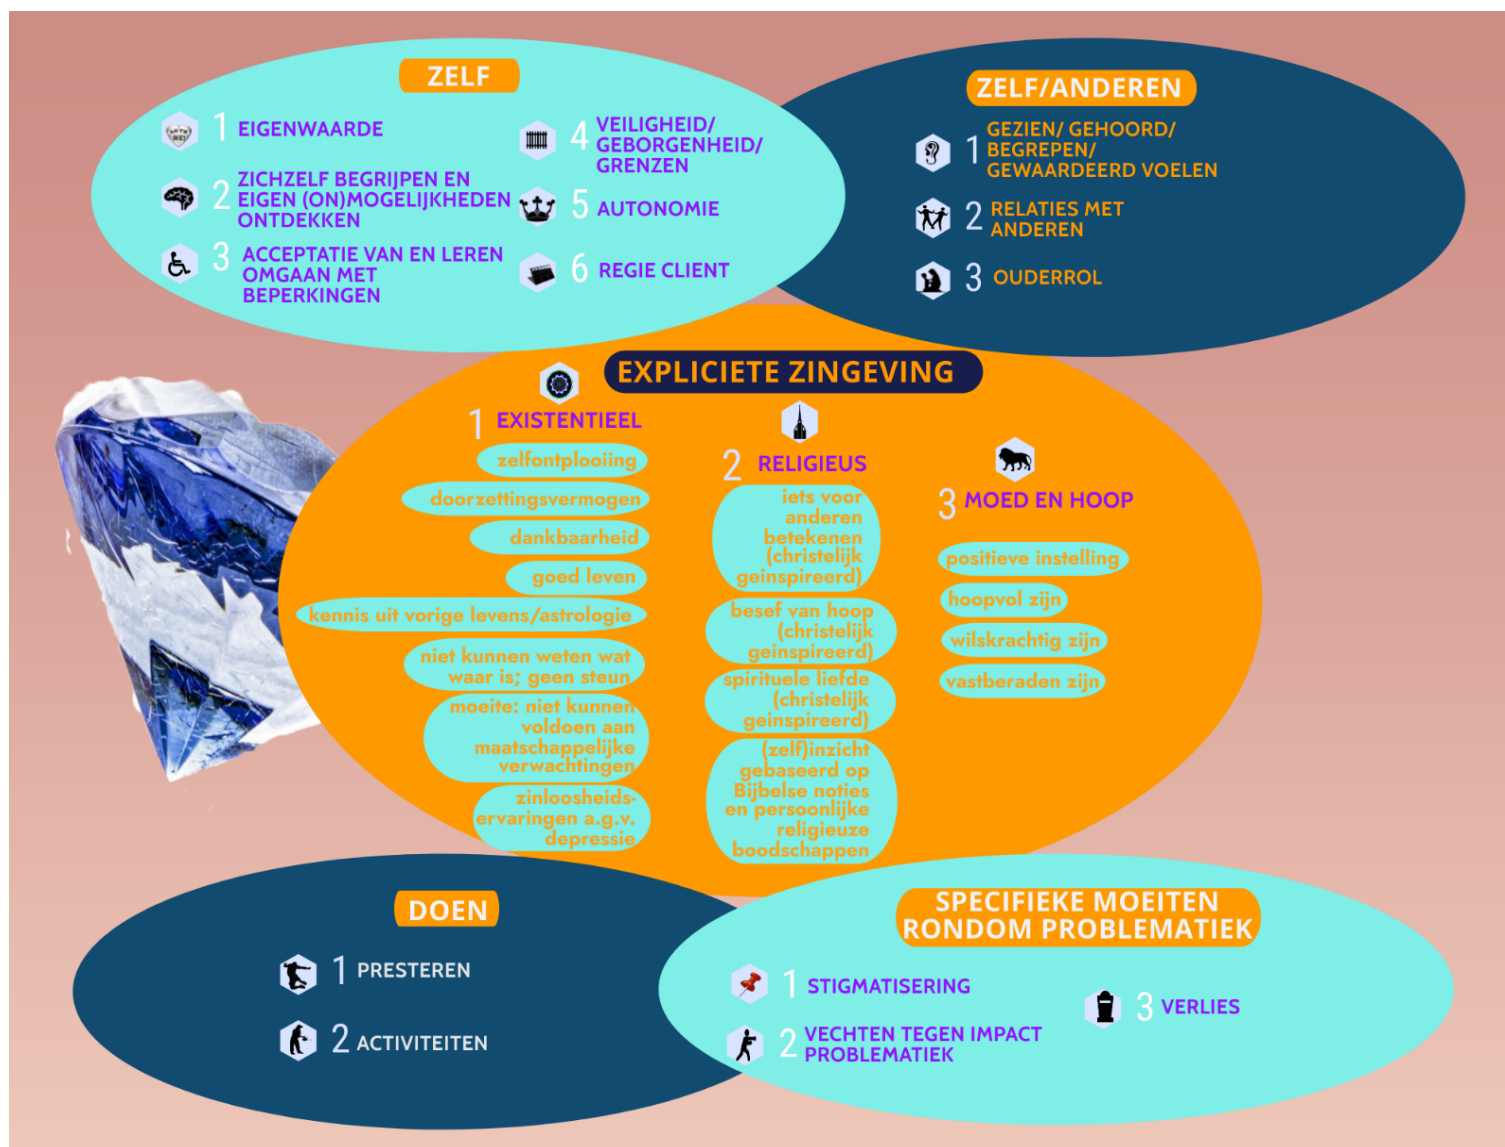 ZELF
1 EIGENWAARDE
2 ZICHZELF BEGRIJPEN EN
EIGEN (ON)MOGELIJKHEDEN
ONTDEKKEN
3 ACCEPTATIE VAN EN LEREN
OMGAAN MET
BEPERKINGEN
4 VEILIGHEID/
GEBORGENHEID/
GRENZEN
5 AUTONOMIE
6 REGIE CLIENT
ZELF/ANDEREN
1 GEZIEN/ GEHOORD/
BEGREPEN/
GEWAARDEERD VOELEN
2 RELATIES MET
ANDEREN
3 OUDERROL
EXPLICIETE ZINGEVING
1 EXISTENTIEEL
zelfontplooiing
doorzettingsvermogen
dankbaarheid
goed leven
kennis uit vorige levens/astrologie
niet kunnen weten wat
waar is; geen steun
moeite: niet kunnen
voldoen aan
maatschappelijke
verwachtingen
zinloosheids-
ervaringen a.g.v.
depressie
2 RELIGIEUS
iets voor
anderen
betekenen
(christelijk
geinspireerd)
besef van hoop
(christelijk
geinspireerd)
spirituele liefde
(christelijk
geinspireerd)
(zelf)inzicht
gebaseerd op
Bijbelse noties
en persoonlijke
religieuze
boodschappen
3 MOED EN HOOP
positieve instelling
hoopvol zijn
wilskrachtig zijn
vastberaden zijn
DOEN
1 PRESTEREN
2 ACTIVITEITEN
SPECIFIEKE MOEITEN
RONDOM PROBLEMATIEK
1 STIGMATISERING
2 VECHTEN TEGEN IMPACT
PROBLEMATIEK
3 VERLIES